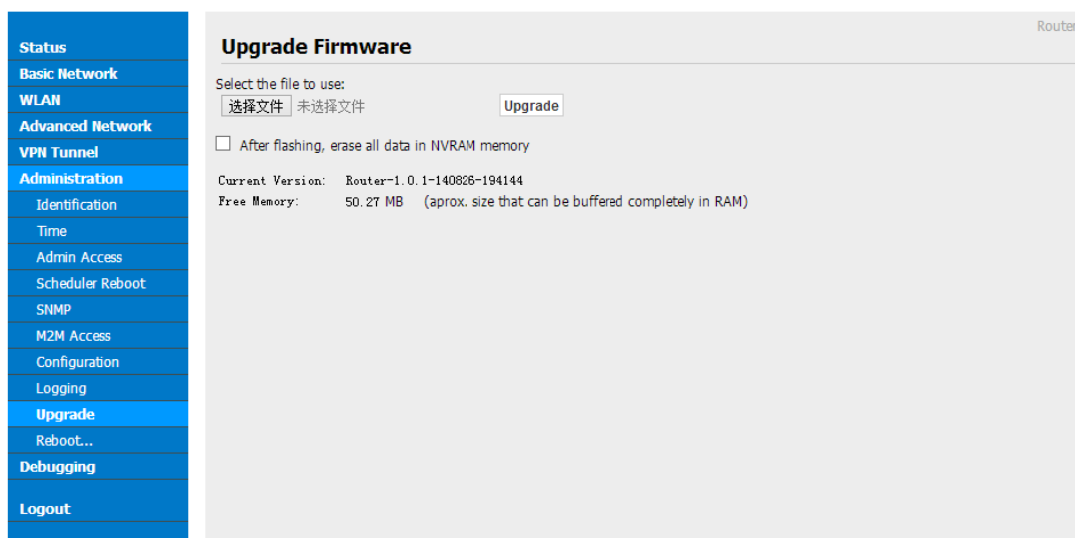 Router
Status
Basic Network
WLAN
Advanced Network
VPN Tunnel
Administration
Identification
Time
Admin Access
Scheduler Reboot
SNMP
M2M Access
Configuration
Logging
Upgrade
Reboot...
Debugging
Logout
Upgrade Firmware
Select the file to use:
选择文件 未选择文件 Upgrade
After flashing, erase all data in NVRAM memory
Current Version: Router-1.0.1-140826-194144
Free Memory: 50.27 MB (aprox. size that can be buffered completely in RAM)